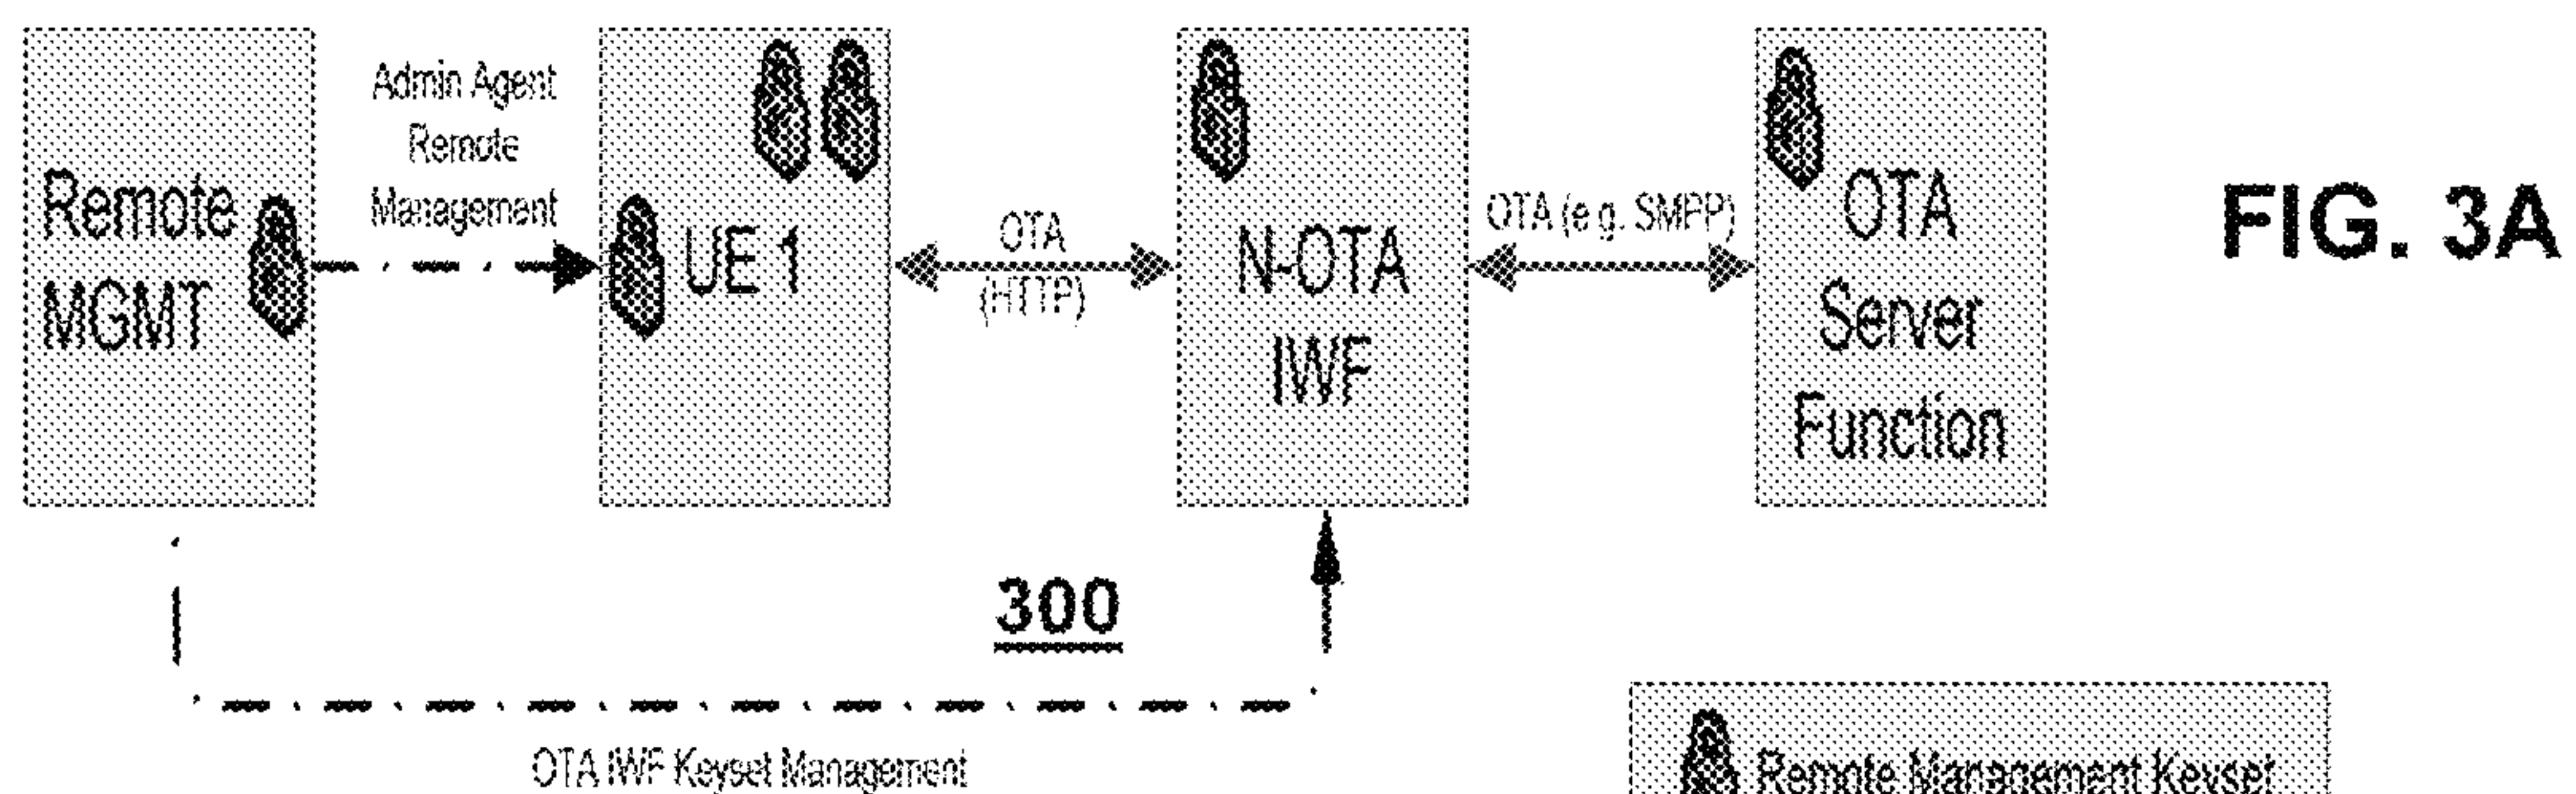 Remote
MGMT
Admin Agent
Remote
Management
UE 1
OTA
(HTTP)
N-OTA
IWF
OTA (e.g. SMPP)
OTA
Server
Function
FIG. 3A
300
OTA IWF Keyset Management
Remote Management Keyset